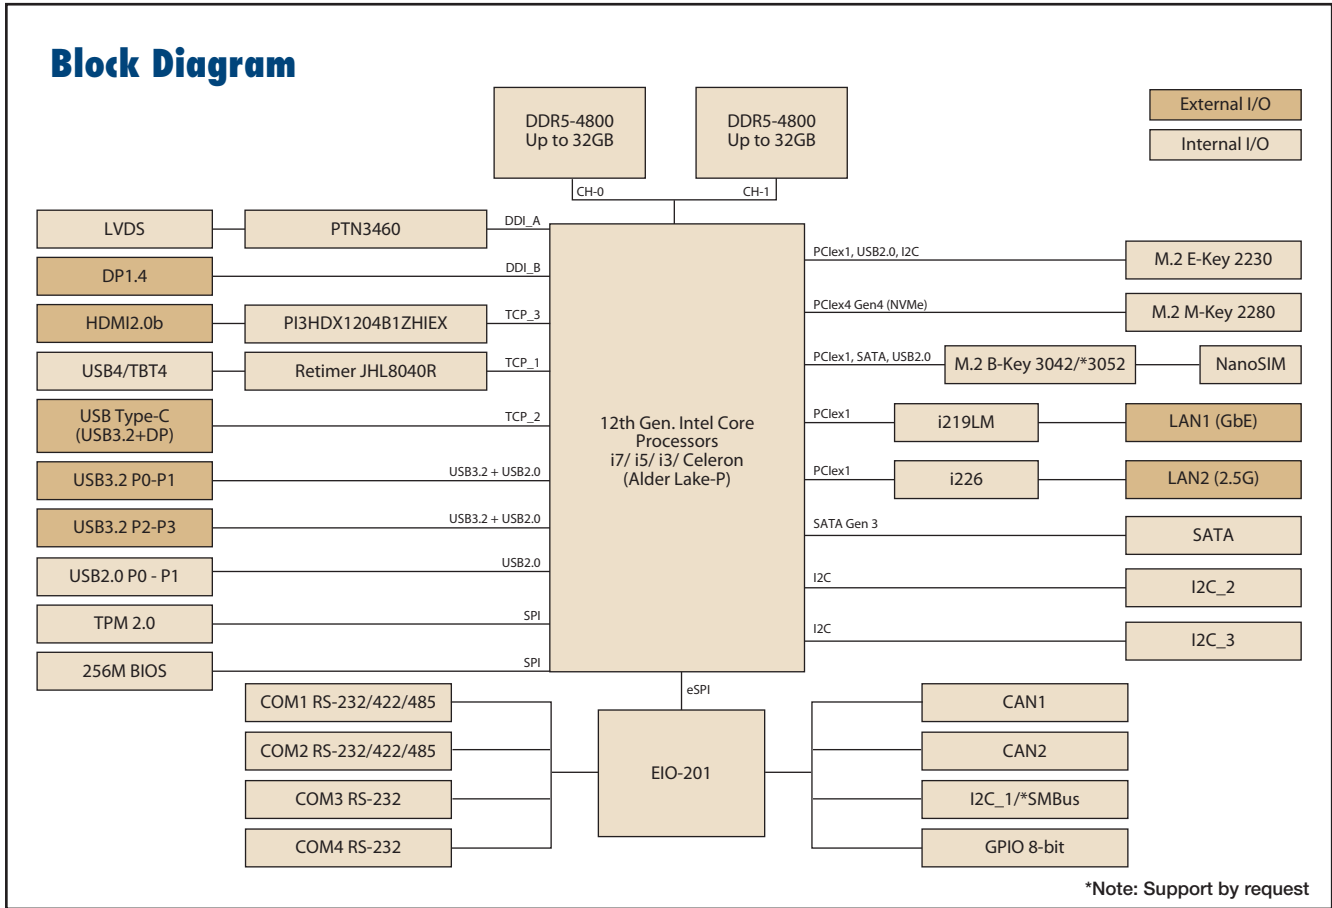 Block Diagram
DDR5-4800
Up to 32GB
DDR5-4800
Up to 32GB
External I/O
Internal I/O
CH-0
CH-1
LVDS
PTN3460
DDI_A
DP1.4
DDI_B
HDMI2.0b
PI3HDX1204B1ZHIEX
TCP_3
USB4/TBT4
Retimer JHL8040R
TCP_1
USB Type-C
(USB3.2+DP)
TCP_2
USB3.2 P0-P1
USB3.2 + USB2.0
USB3.2 P2-P3
USB3.2 + USB2.0
USB2.0 P0 - P1
USB2.0
TPM 2.0
SPI
256M BIOS
SPI
12th Gen. Intel Core
Processors
i7/ i5/ i3/ Celeron
(Alder Lake-P)
PCIex1, USB2.0, I2C
M.2 E-Key 2230
PCIex4 Gen4 (NVMe)
M.2 M-Key 2280
PCIex1, SATA, USB2.0
M.2 B-Key 3042/*3052
NanoSIM
PCIex1
i219LM
LAN1 (GbE)
PCIex1
i226
LAN2 (2.5G)
SATA Gen 3
SATA
I2C
I2C_2
I2C
I2C_3
eSPI
COM1 RS-232/422/485
COM2 RS-232/422/485
COM3 RS-232
COM4 RS-232
EIO-201
CAN1
CAN2
I2C_1/*SMBus
GPIO 8-bit
*Note: Support by request